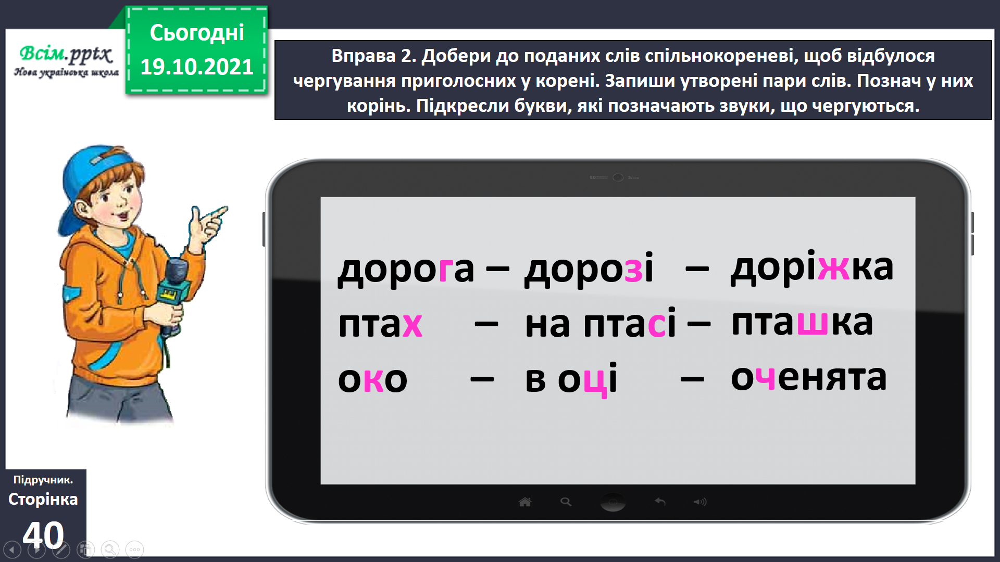 Всім.pptx
Нова українська школа
Сьогодні
19.10.2021
Вправа 2. Добери до поданих слів спільнокореневі, щоб відбулося
чергування приголосних у корені. Запиши утворені пари слів. Познач у них
корінь. Підкресли букви, які позначають звуки, що чергуються.
дорога – дорозі – доріжка
птах – на птасі – пташка
око – в оці – оченята
Підручник.
Сторінка
40